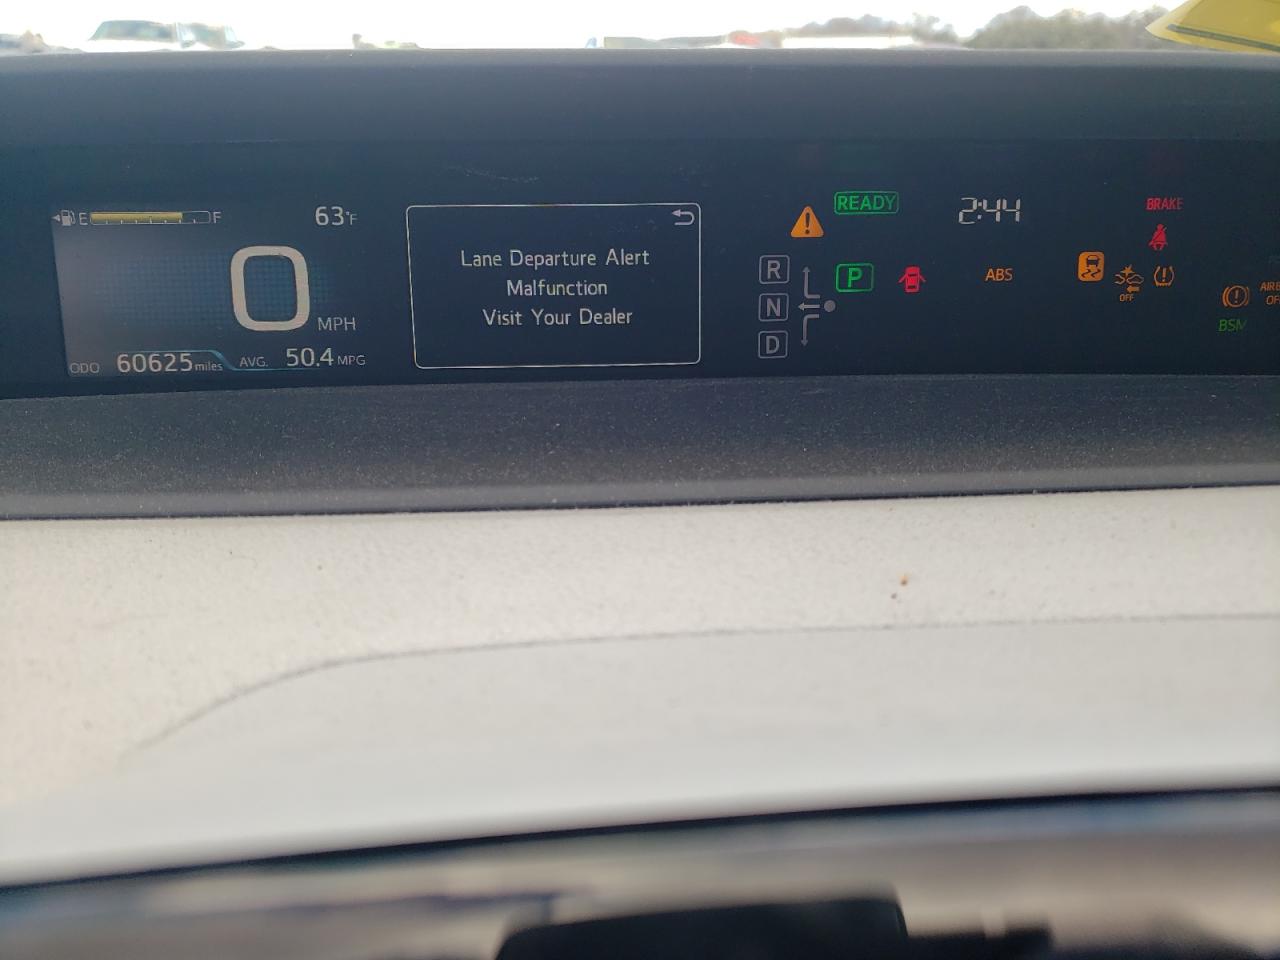 E F
63°F
0 MPH
ODO 60625 miles
AVG. 50.4 MPG
Lane Departure Alert
Malfunction
Visit Your Dealer
READY
2:44
BRAKE
R
P
N
D
ABS
OFF
BSM